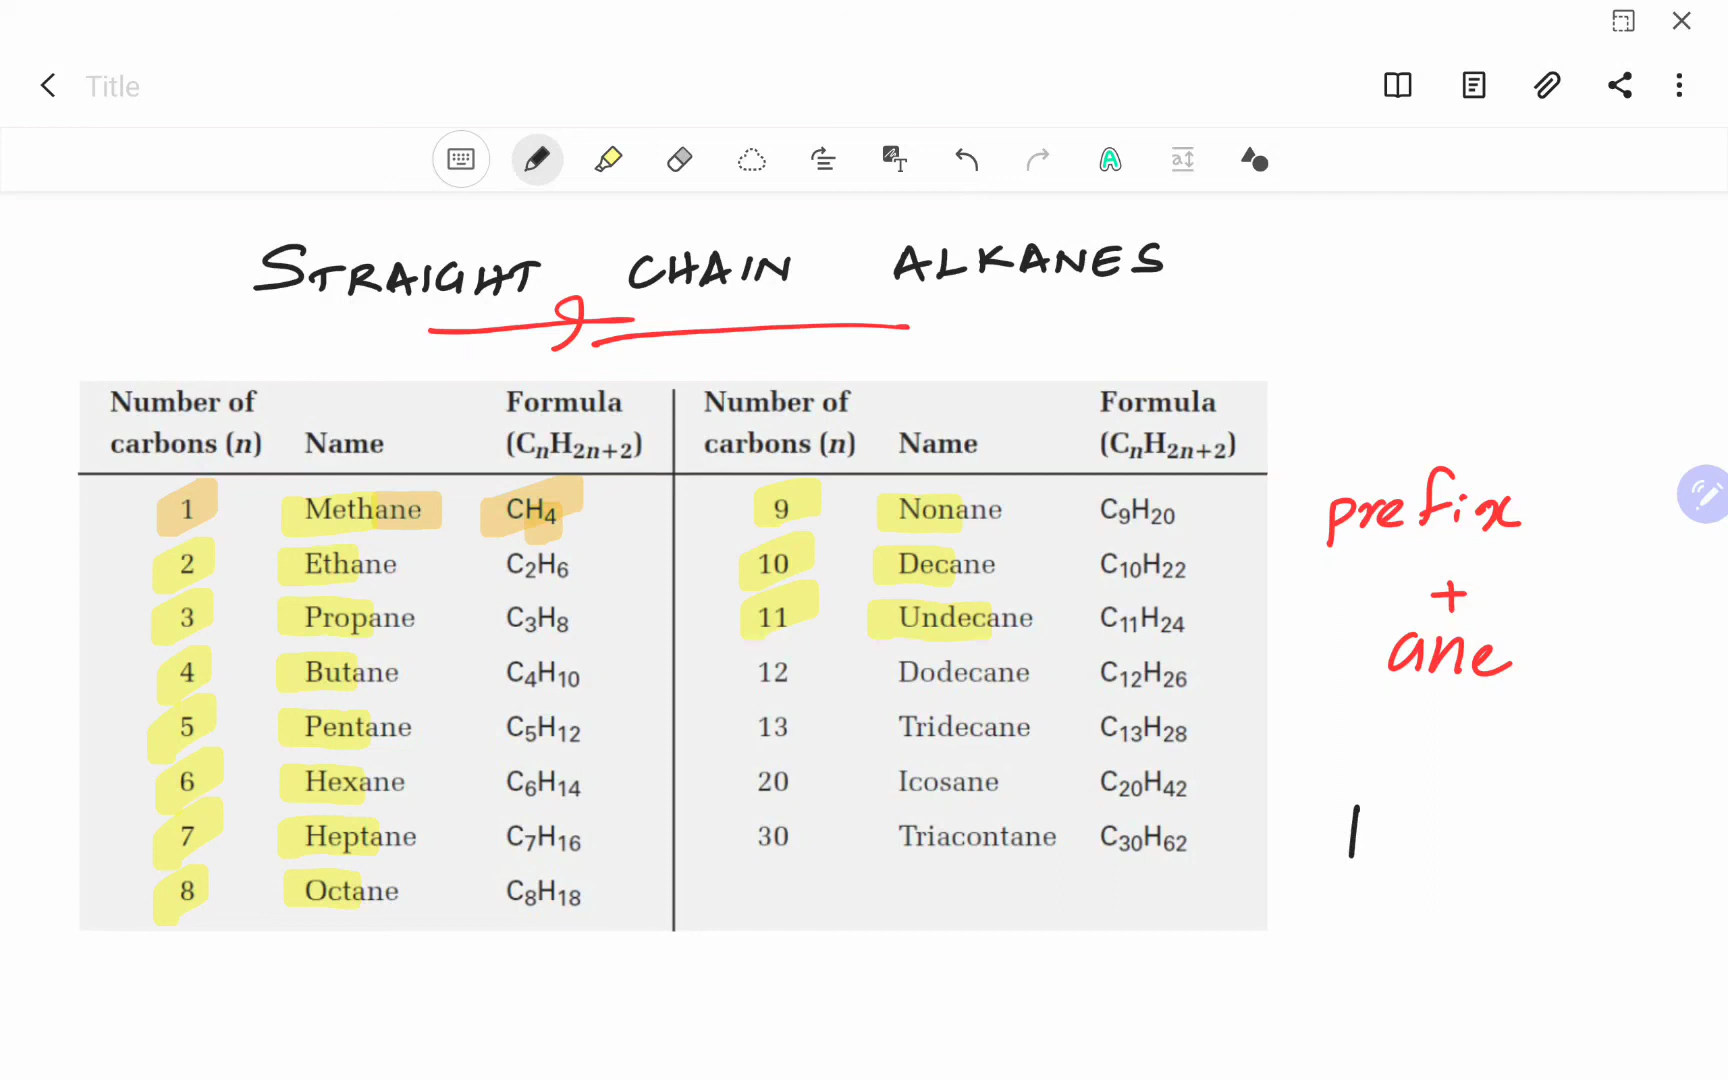 Title
STRAIGHT CHAIN ALKANES
Number of carbons (n) Name Formula (CnH2n+2) Number of carbons (n) Name Formula (CnH2n+2)
1 Methane CH4 9 Nonane C9H20
2 Ethane C2H6 10 Decane C10H22
3 Propane C3H8 11 Undecane C11H24
4 Butane C4H10 12 Dodecane C12H26
5 Pentane C5H12 13 Tridecane C13H28
6 Hexane C6H14 20 Icosane C20H42
7 Heptane C7H16 30 Triacontane C30H62
8 Octane C8H18
prefix
+
ane